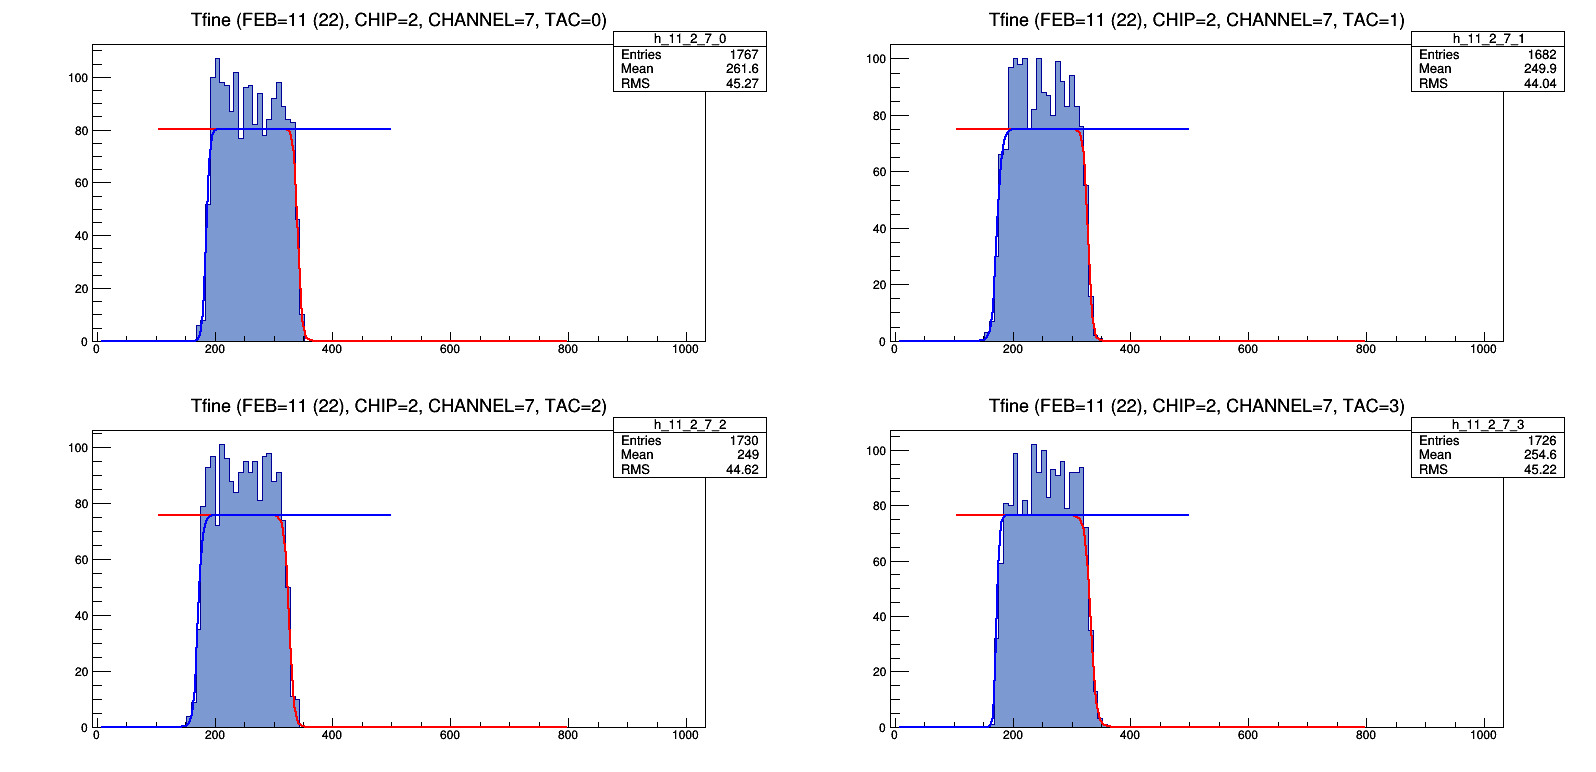 Tfine (FEB=11 (22), CHIP=2, CHANNEL=7, TAC=0)
h_11_2_7_0
Entries 1767
Mean 261.6
RMS 45.27
100
80
60
40
20
0
0 200 400 600 800 1000
Tfine (FEB=11 (22), CHIP=2, CHANNEL=7, TAC=1)
h_11_2_7_1
Entries 1682
Mean 249.9
RMS 44.04
100
80
60
40
20
0
0 200 400 600 800 1000
Tfine (FEB=11 (22), CHIP=2, CHANNEL=7, TAC=2)
h_11_2_7_2
Entries 1730
Mean 249
RMS 44.62
100
80
60
40
20
0
0 200 400 600 800 1000
Tfine (FEB=11 (22), CHIP=2, CHANNEL=7, TAC=3)
h_11_2_7_3
Entries 1726
Mean 254.6
RMS 45.22
100
80
60
40
20
0
0 200 400 600 800 1000